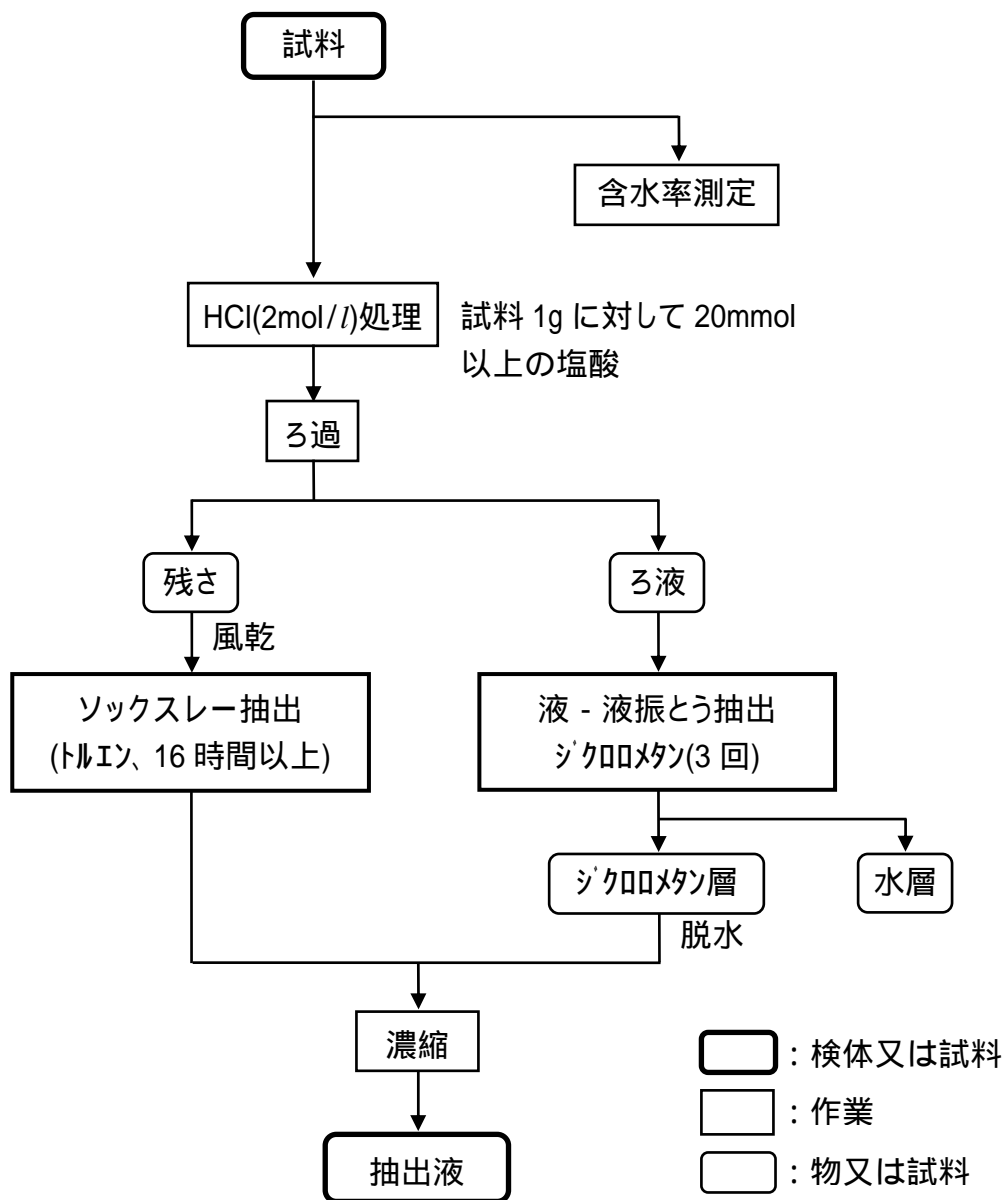 試料
含水率測定
HCl(2mol/l)処理
試料 1g に対して 20mmol
以上の塩酸
ろ過
残さ
ろ液
風乾
ソックスレー抽出
(トルエン、16 時間以上)
液 - 液振とう抽出
ｼﾞｸﾛﾛﾒﾀﾝ(3 回)
ｼﾞｸﾛﾛﾒﾀﾝ層
水層
脱水
濃縮
抽出液
：検体又は試料
：作業
：物又は試料